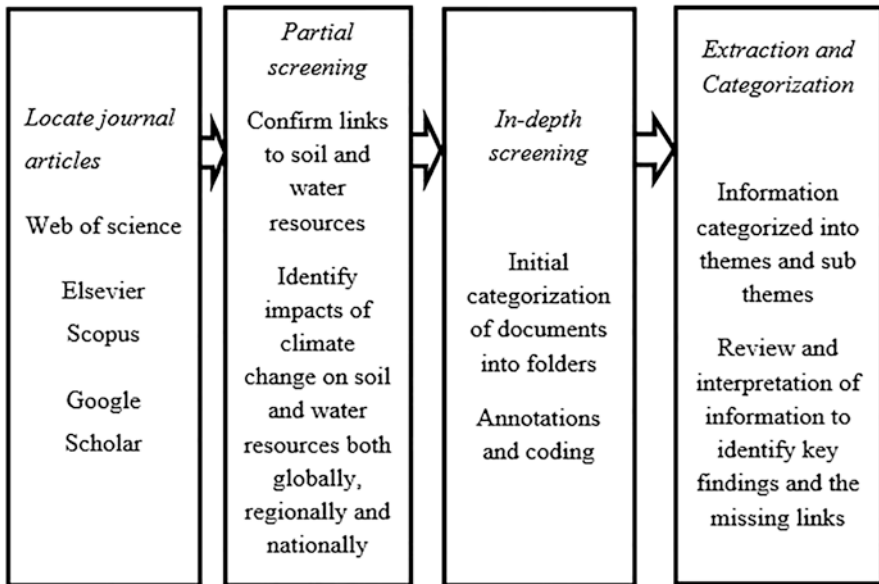 Locate journal
articles
Web of science
Elsevier
Scopus
Google
Scholar
Partial
screening
Confirm links
to soil and
water
resources
Identify
impacts of
climate
change on soil
and water
resources both
globally,
regionally and
nationally
In-depth
screening
Initial
categorization
of documents
into folders
Annotations
and coding
Extraction and
Categorization
Information
categorized into
themes and sub
themes
Review and
interpretation of
information to
identify key
findings and the
missing links